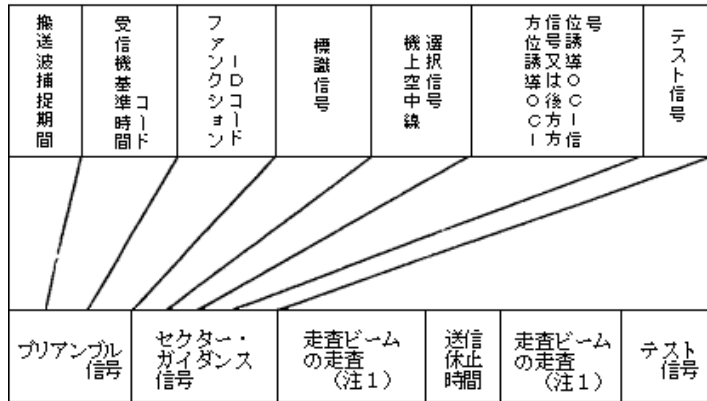 搬送波捕捉期間
受信機基準時間
コード
ファンクション
IDコード
標識信号
機上空中線
選択信号
方位誘導OCI
信号又は後方方
位誘導OCI信
号
テスト信号
プリアンブル
信号
セクター・
ガイダンス
信号
走査ビーム
の走査
(注1)
送信
休止
時間
走査ビーム
の走査
(注1)
テスト
信号